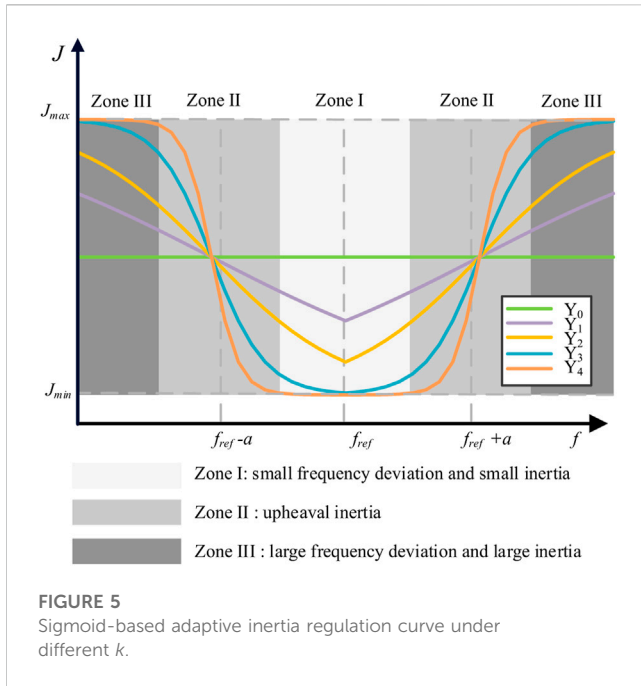 J
Zone III Zone II Zone I Zone II Zone III
Jmax
Y0
Y1
Y2
Y3
Y4
Jmin
fref-a fref fref+a f
Zone I: small frequency deviation and small inertia
Zone II : upheaval inertia
Zone III : large frequency deviation and large inertia
FIGURE 5
Sigmoid-based adaptive inertia regulation curve under
different k.